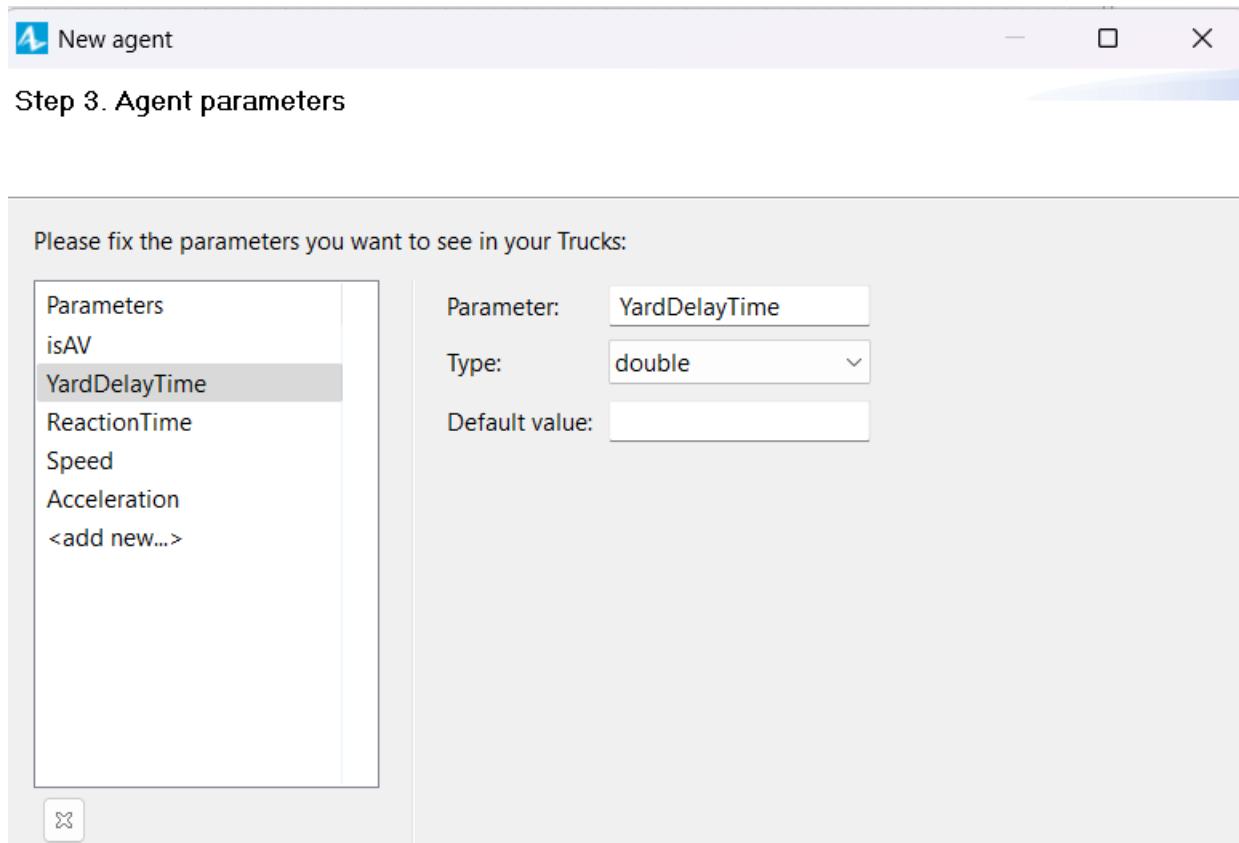 New agent
Step 3. Agent parameters
Please fix the parameters you want to see in your Trucks:
Parameters
isAV
YardDelayTime
ReactionTime
Speed
Acceleration
<add new...>
Parameter: YardDelayTime
Type: double
Default value: